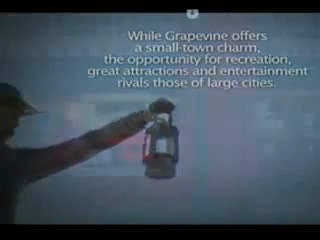 While Grapevine offers
a small-town charm,
the opportunity for recreation,
great attractions and entertainment
rivals those of large cities.